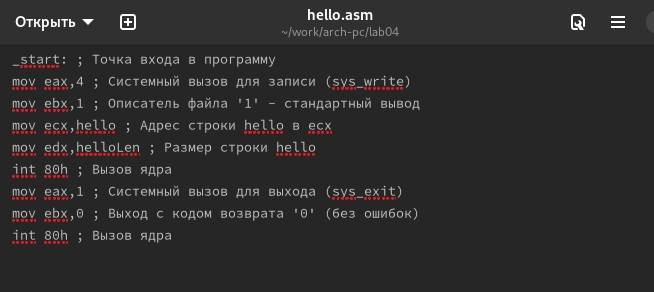 Открыть
hello.asm
~/work/arch-pc/lab04
_start: ; Точка входа в программу
mov eax,4 ; Системный вызов для записи (sys_write)
mov ebx,1 ; Описатель файла '1' - стандартный вывод
mov ecx,hello ; Адрес строки hello в ecx
mov edx,helloLen ; Размер строки hello
int 80h ; Вызов ядра
mov eax,1 ; Системный вызов для выхода (sys_exit)
mov ebx,0 ; Выход с кодом возврата '0' (без ошибок)
int 80h ; Вызов ядра